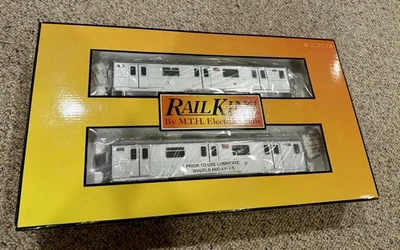 RAILKING
By M.T.H. Electric Trains
PRIOR TO USE LUBRICATE
WHEELS AND AXLES